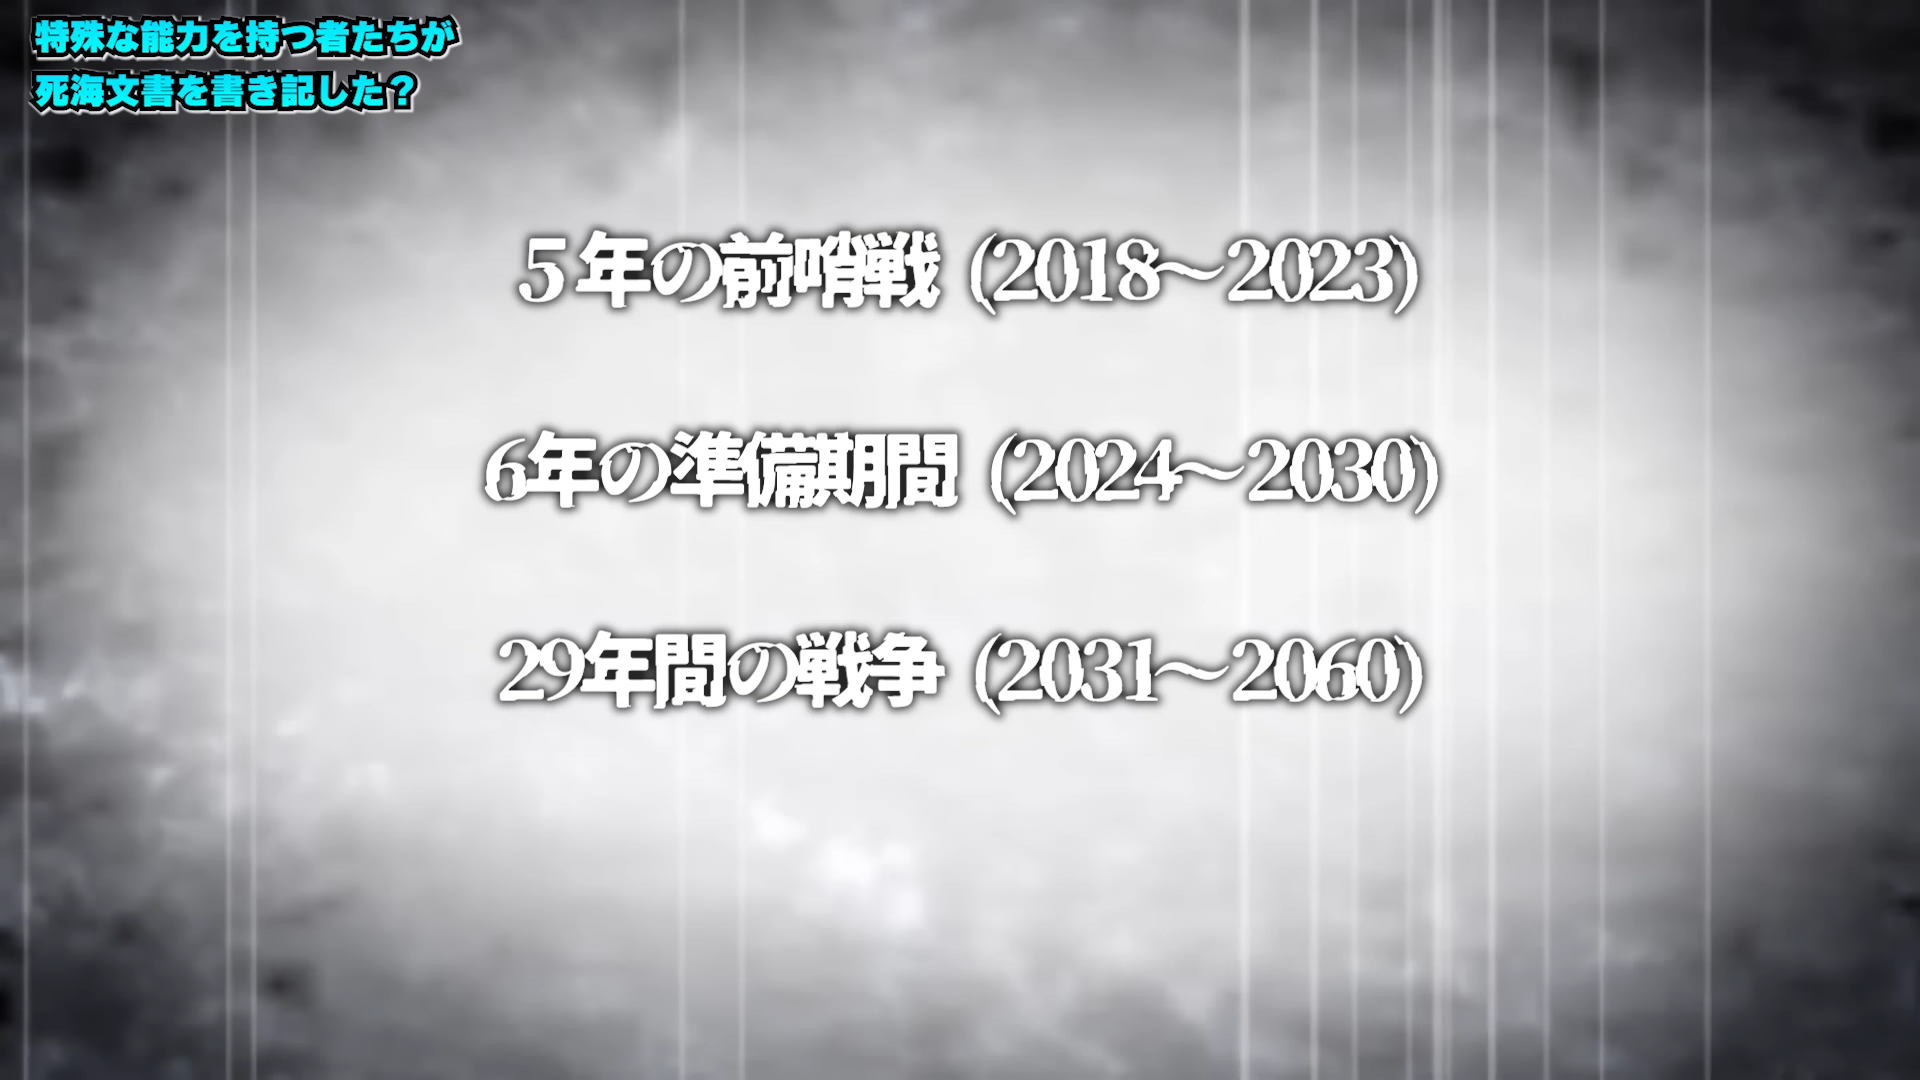 特殊な能力を持つ者たちが
死海文書を書き記した？
５年の前哨戦 (2018～2023)
6年の準備期間 (2024～2030)
29年間の戦争 (2031～2060)